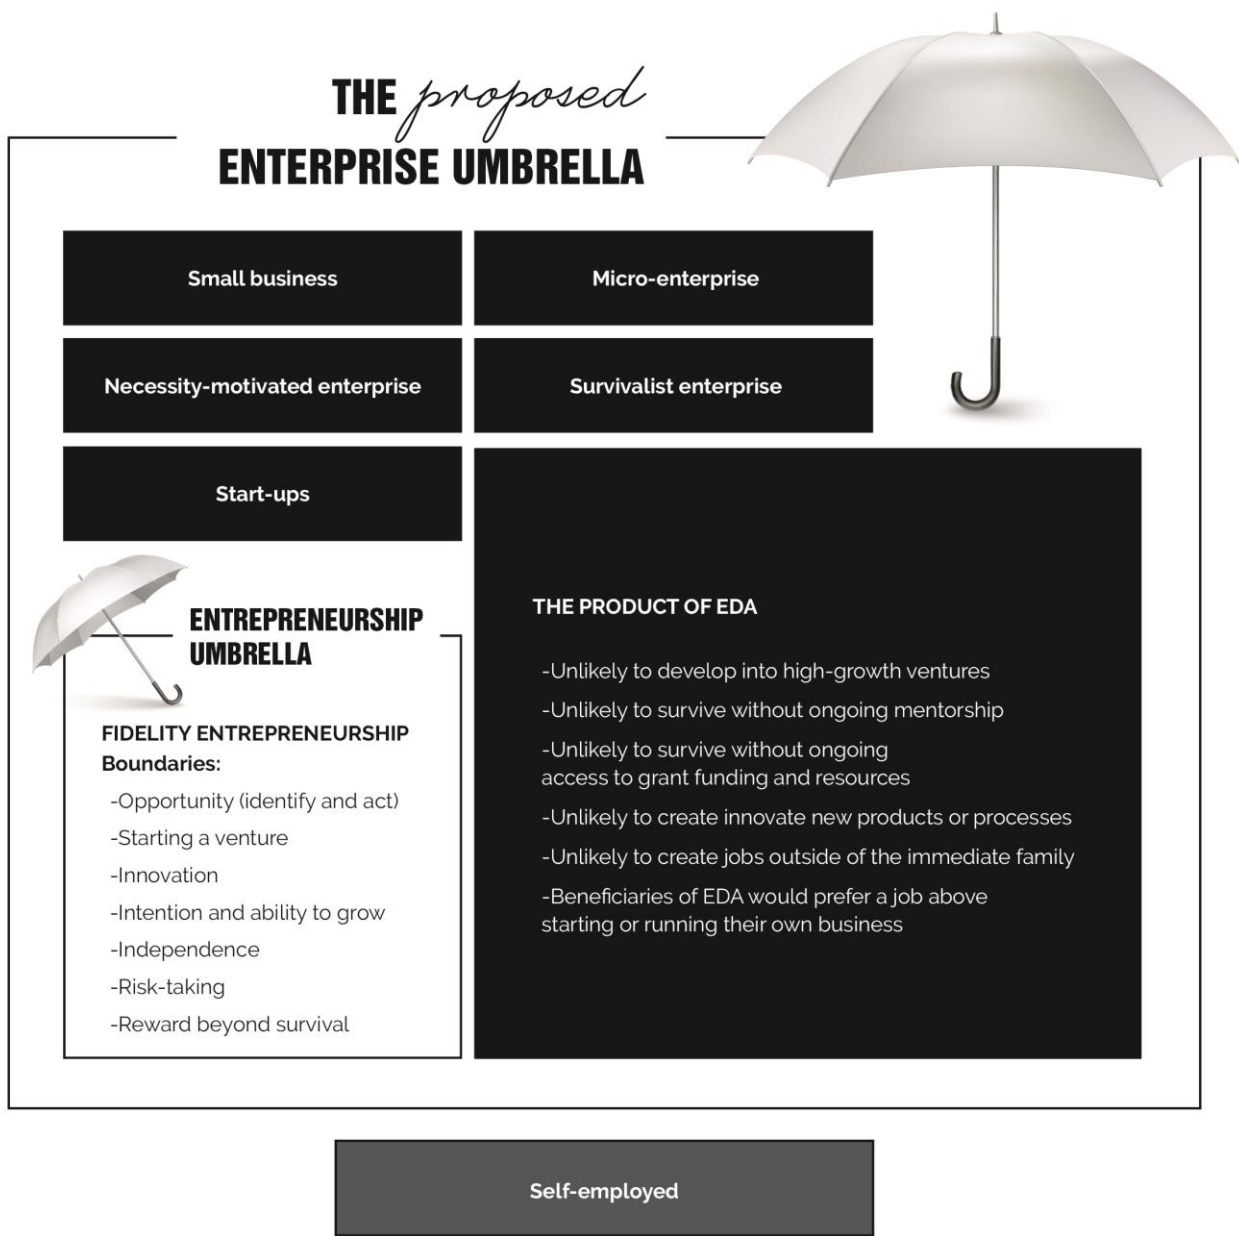 THE proposed
ENTERPRISE UMBRELLA
Small business
Micro-enterprise
Necessity-motivated enterprise
Survivalist enterprise
Start-ups
ENTREPRENEURSHIP
UMBRELLA
FIDELITY ENTREPRENEURSHIP
Boundaries:
-Opportunity (identify and act)
-Starting a venture
-Innovation
-Intention and ability to grow
-Independence
-Risk-taking
-Reward beyond survival
THE PRODUCT OF EDA
-Unlikely to develop into high-growth ventures
-Unlikely to survive without ongoing mentorship
-Unlikely to survive without ongoing
access to grant funding and resources
-Unlikely to create innovate new products or processes
-Unlikely to create jobs outside of the immediate family
-Beneficiaries of EDA would prefer a job above
starting or running their own business
Self-employed